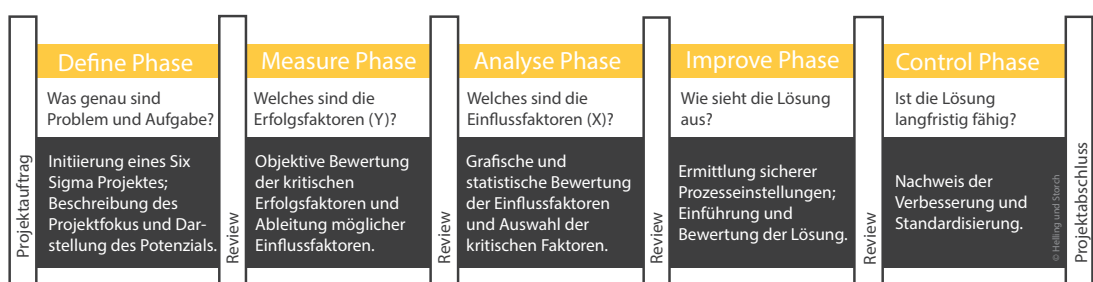 Projektauftrag
Define Phase
Was genau sind
Problem und Aufgabe?
Initiierung eines Six
Sigma Projektes;
Beschreibung des
Projektfokus und Dar-
stellung des Potenzials.
Review
Measure Phase
Welches sind die
Erfolgsfaktoren (Y)?
Objektive Bewertung
der kritischen
Erfolgsfaktoren und
Ableitung möglicher
Einflussfaktoren.
Review
Analyse Phase
Welches sind die
Einflussfaktoren (X)?
Grafische und
statistische Bewertung
der Einflussfaktoren
und Auswahl der
kritischen Faktoren.
Review
Improve Phase
Wie sieht die Lösung
aus?
Ermittlung sicherer
Prozesseinstellungen;
Einführung und
Bewertung der Lösung.
Review
Control Phase
Ist die Lösung
langfristig fähig?
Nachweis der
Verbesserung und
Standardisierung.
© Helling und Storch
Projektabschluss